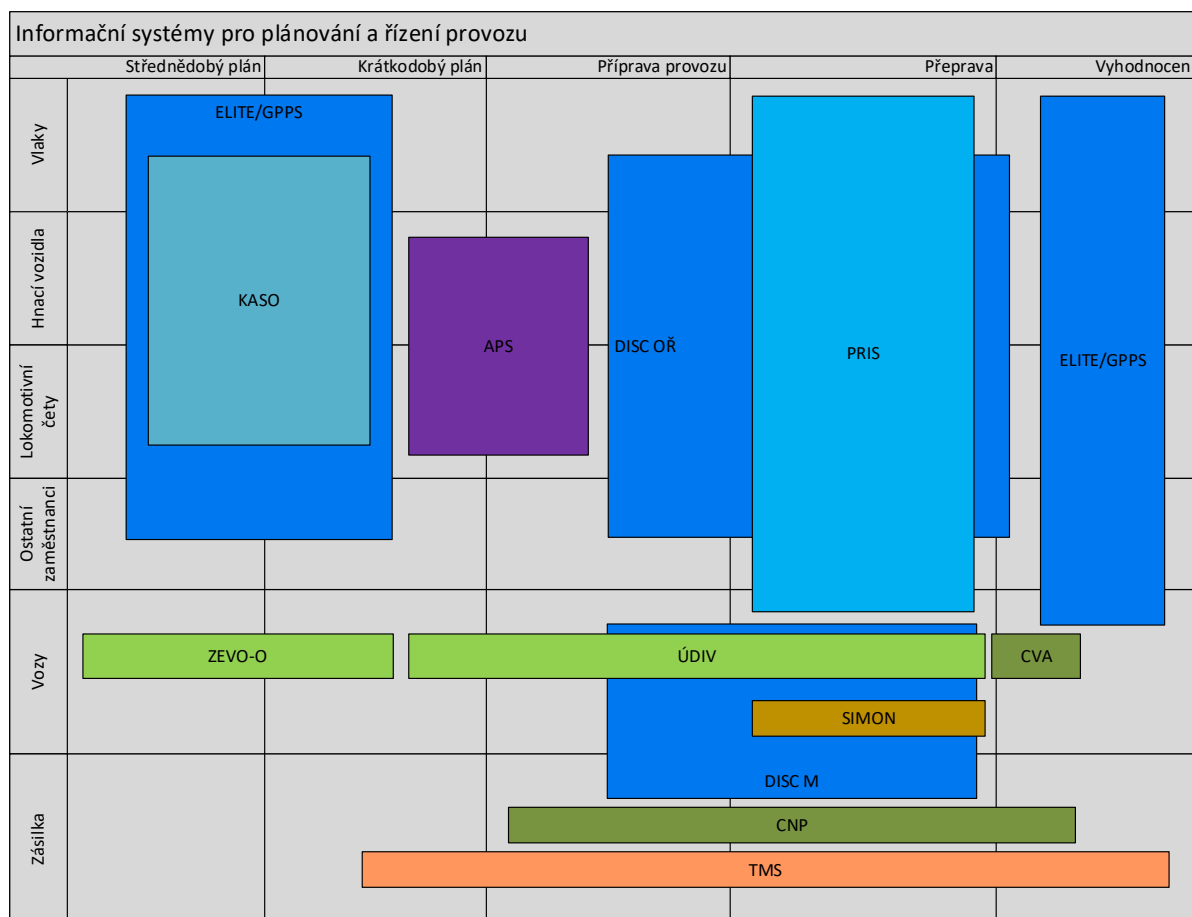 Informační systémy pro plánování a řízení provozu
Střednědobý plán
Krátkodobý plán
Příprava provozu
Přeprava
Vyhodnocen
Vlaky
Hnací vozidla
Lokomotivní
čety
Ostatní
zaměstnanci
Vozy
Zásilka
ELITE/GPPS
KASO
APS
DISC OŘ
PRIS
ELITE/GPPS
ZEVO-O
ÚDIV
CVA
SIMON
DISC M
CNP
TMS